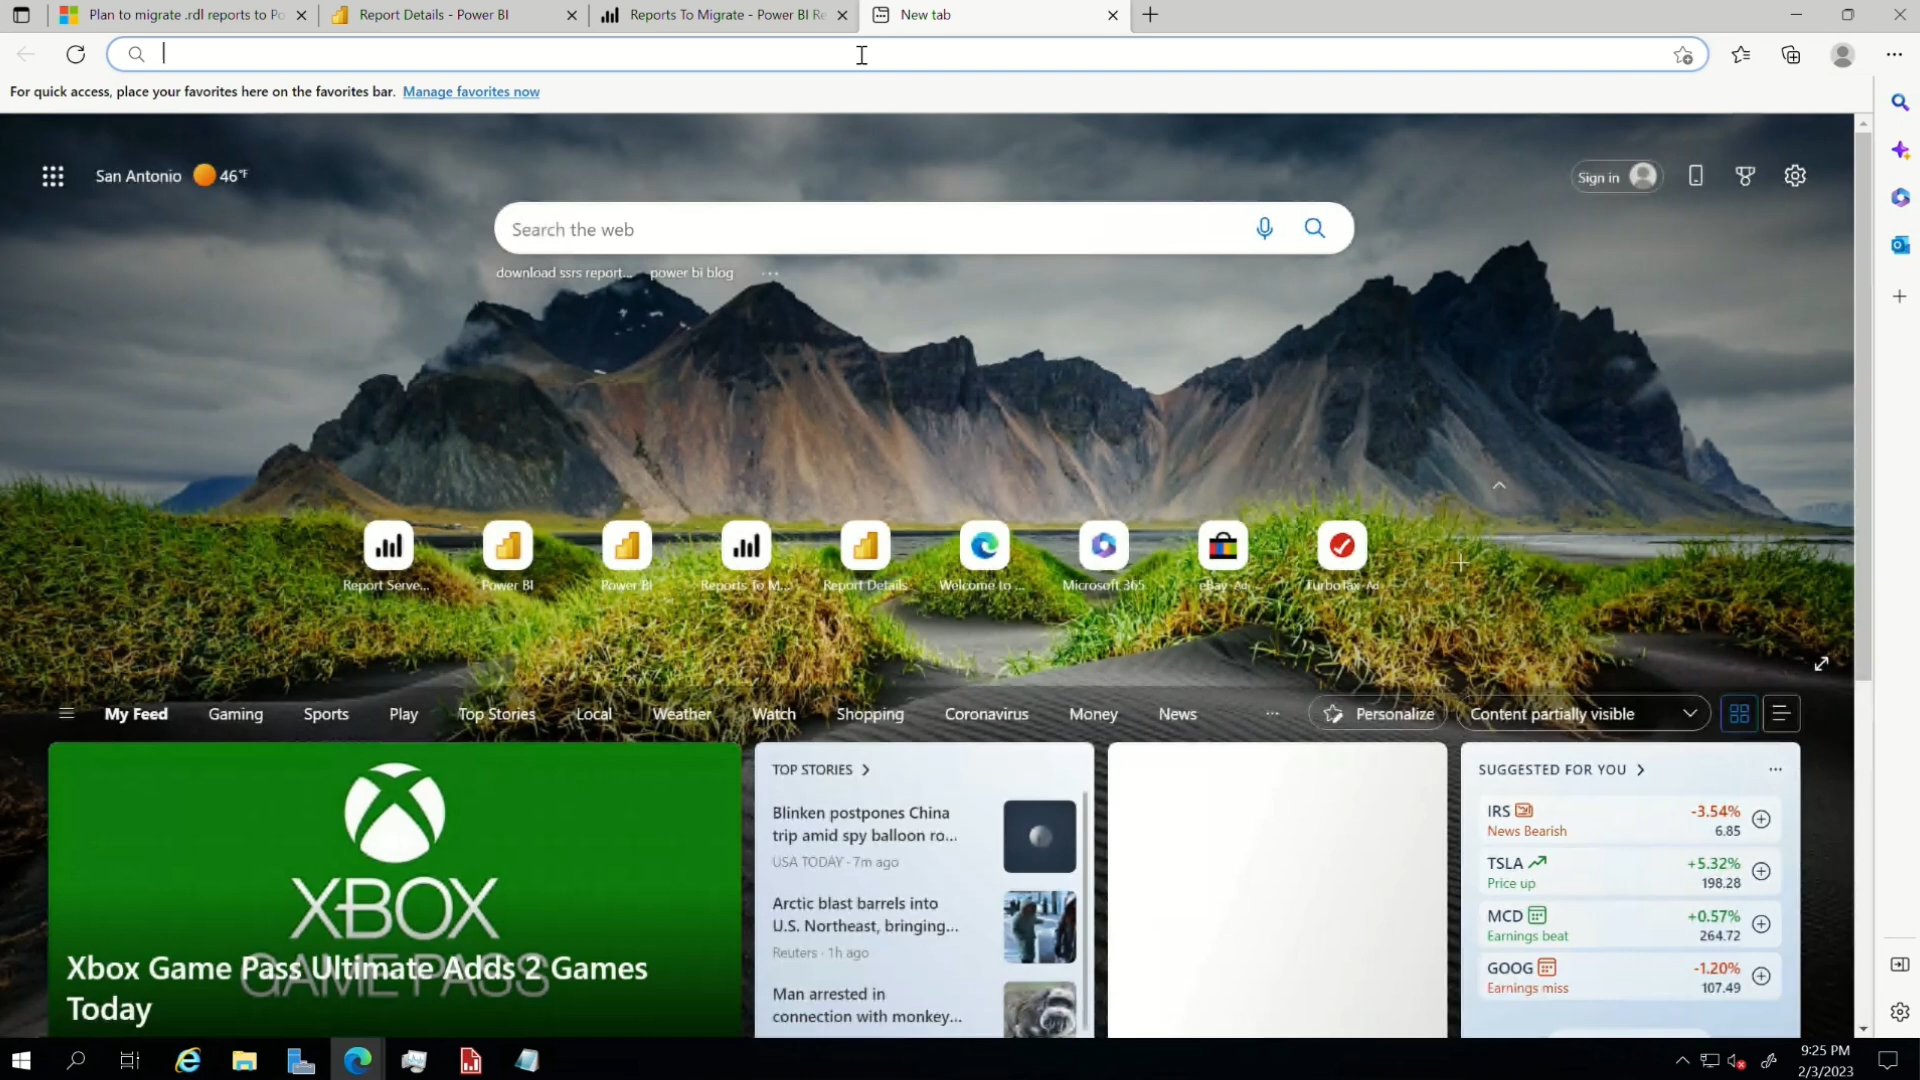 Plan to migrate .rdl reports to Po
Report Details - Power BI
Reports To Migrate - Power BI Re
New tab
For quick access, place your favorites here on the favorites bar. Manage favorites now
San Antonio 46°F
Sign in
Search the web
download ssrs report... power bi blog
Report Serve...
Power BI
Power BI
Reports To M...
Report Details
Welcome to ...
Microsoft 365
eBay Ad
TurboTax Ad
My Feed
Gaming
Sports
Play
Top Stories
Local
Weather
Watch
Shopping
Coronavirus
Money
News
Personalize
Content partially visible
XBOX
GAME PASS
Xbox Game Pass Ultimate Adds 2 Games
Today
TOP STORIES
Blinken postpones China
trip amid spy balloon ro...
USA TODAY · 7m ago
Arctic blast barrels into
U.S. Northeast, bringing...
Reuters · 1h ago
Man arrested in
connection with monkey...
SUGGESTED FOR YOU
IRS -3.54%
News Bearish 6.85
TSLA +5.32%
Price up 198.28
MCD +0.57%
Earnings beat 264.72
GOOG -1.20%
Earnings miss 107.49
9:25 PM
2/3/2023